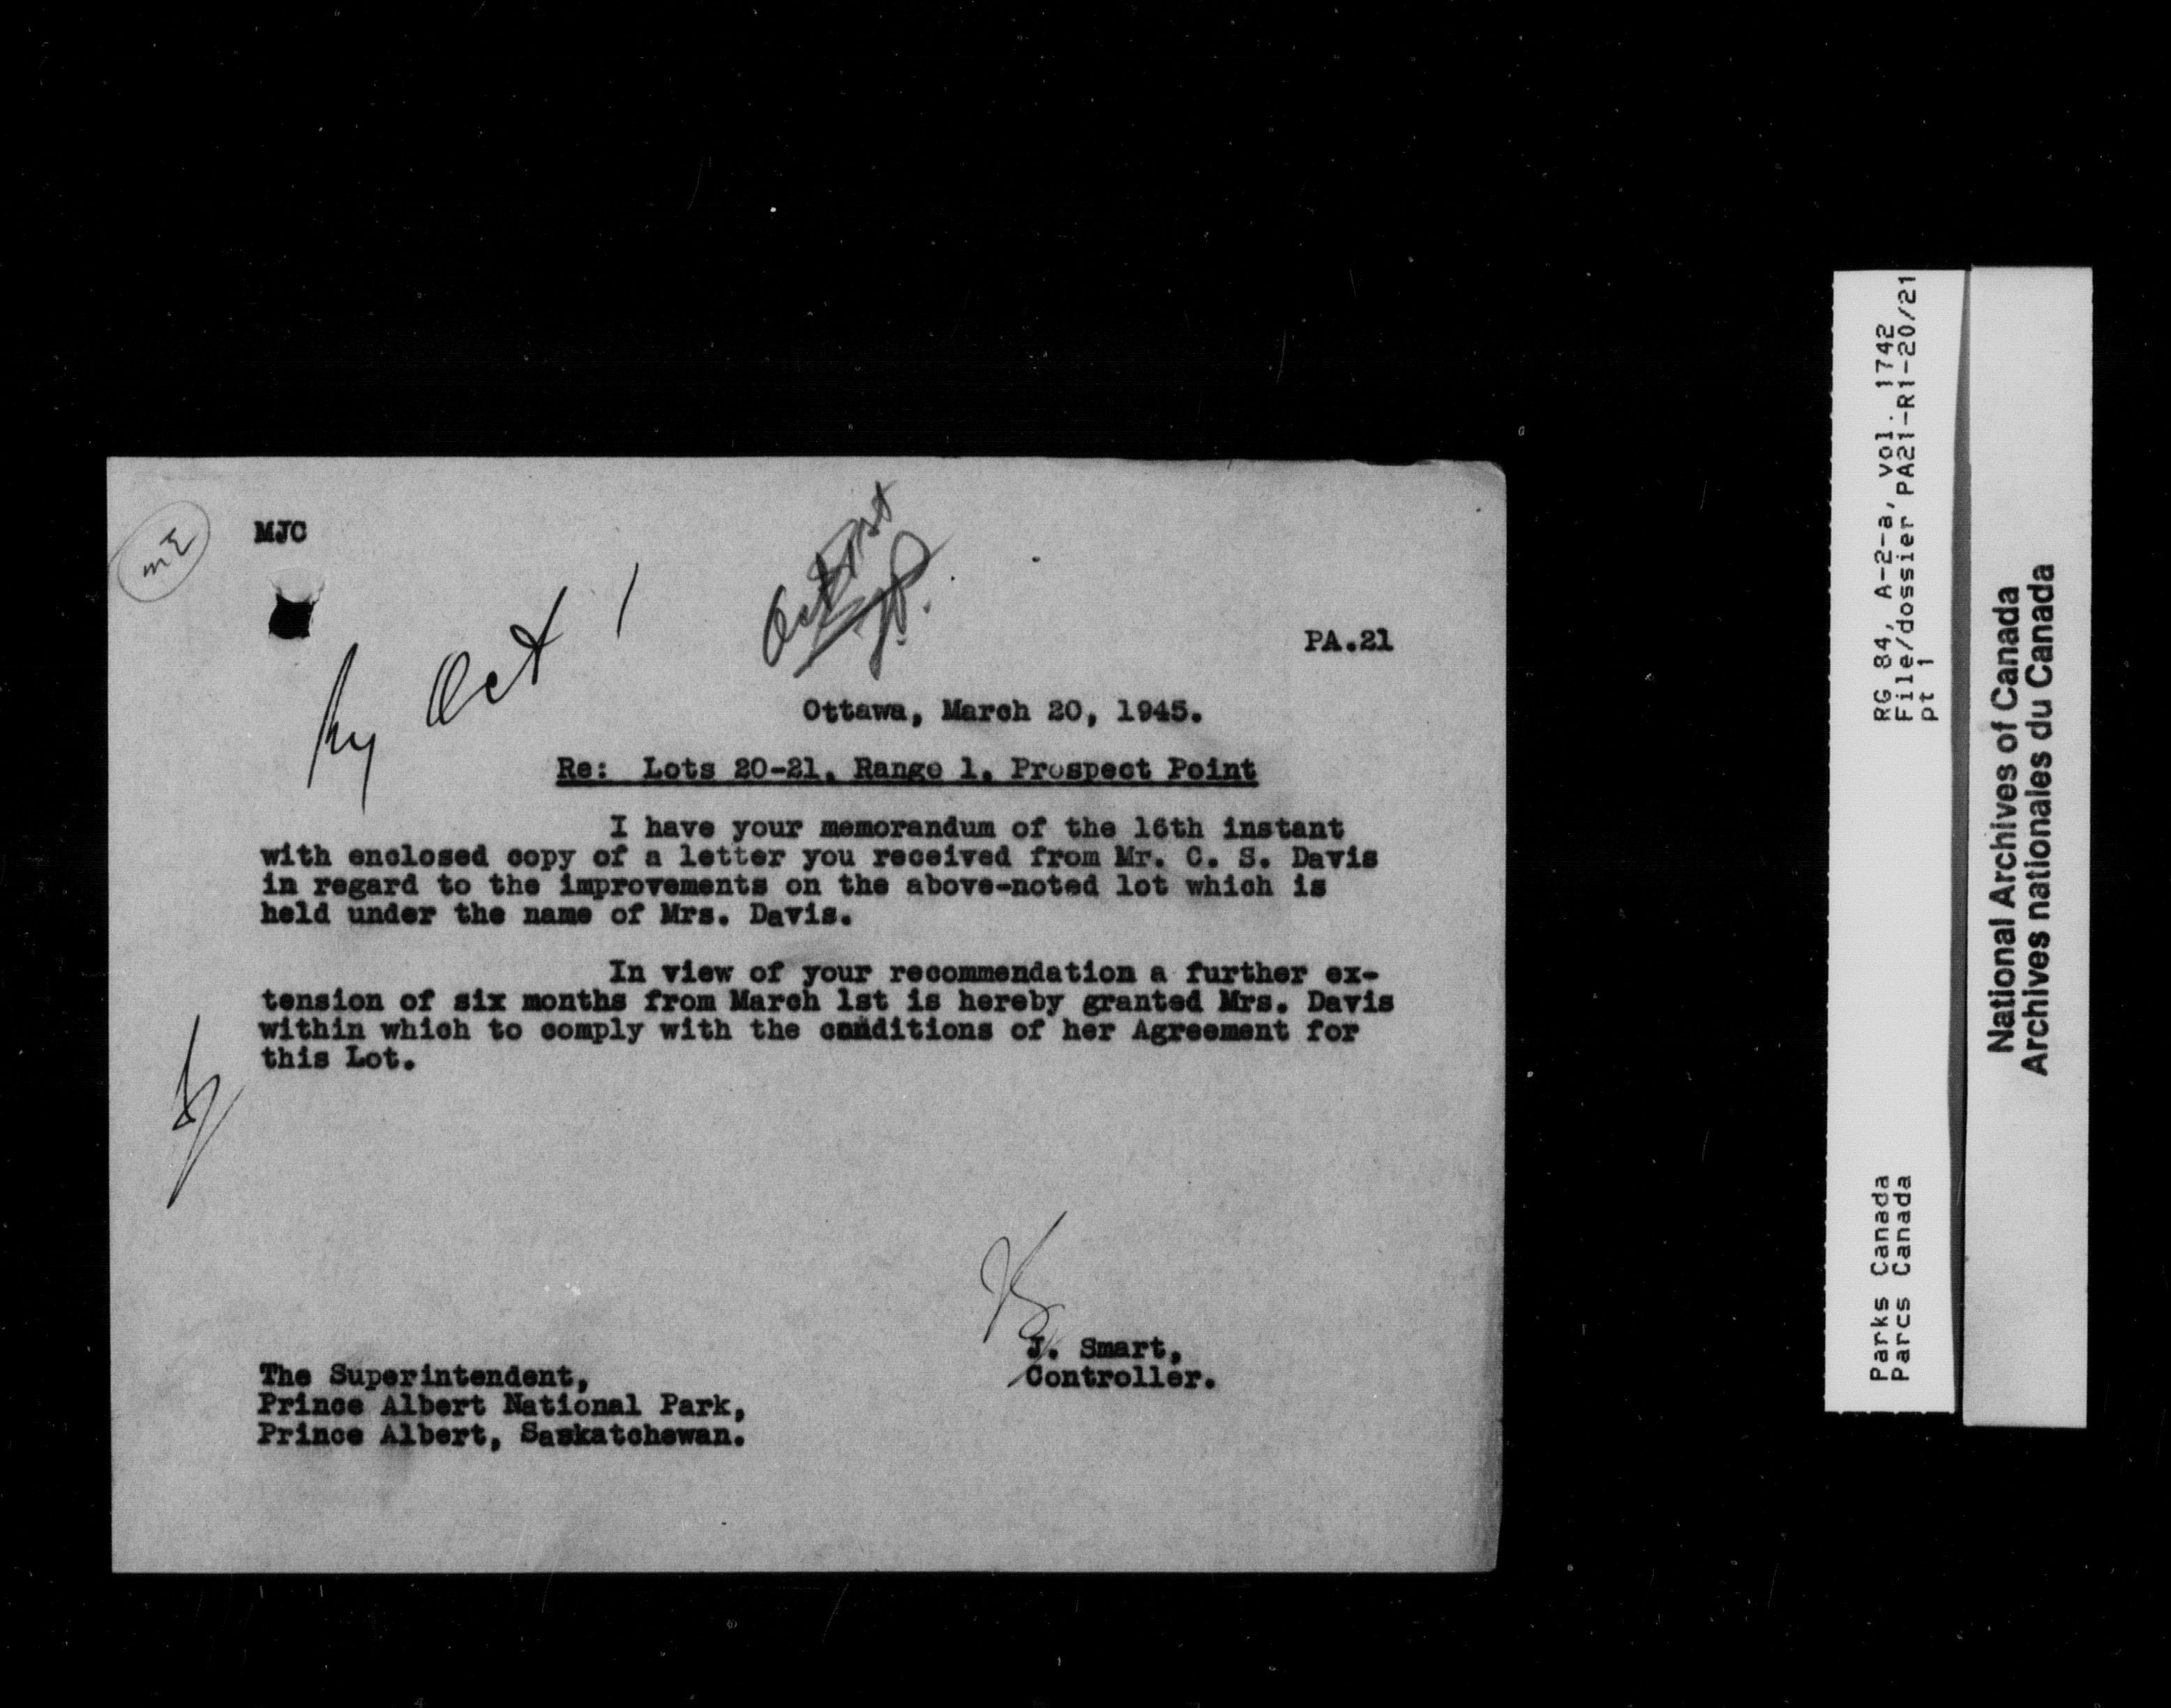 MJC
Oct 1
Oct 1st
PA.21
Ottawa, March 20, 1945.
Re: Lots 20-21, Range 1, Prospect Point
I have your memorandum of the 16th instant
with enclosed copy of a letter you received from Mr. C. S. Davis
in regard to the improvements on the above-noted lot which is
held under the name of Mrs. Davis.
In view of your recommendation a further ex-
tension of six months from March 1st is hereby granted Mrs. Davis
within which to comply with the conditions of her Agreement for
this Lot.
J. Smart,
Controller.
The Superintendent,
Prince Albert National Park,
Prince Albert, Saskatchewan.
RG 84, A-2-a, vol. 1742
File/dossier PA21-R1-20/21
pt 1
Parks Canada
Parcs Canada
National Archives of Canada
Archives nationales du Canada